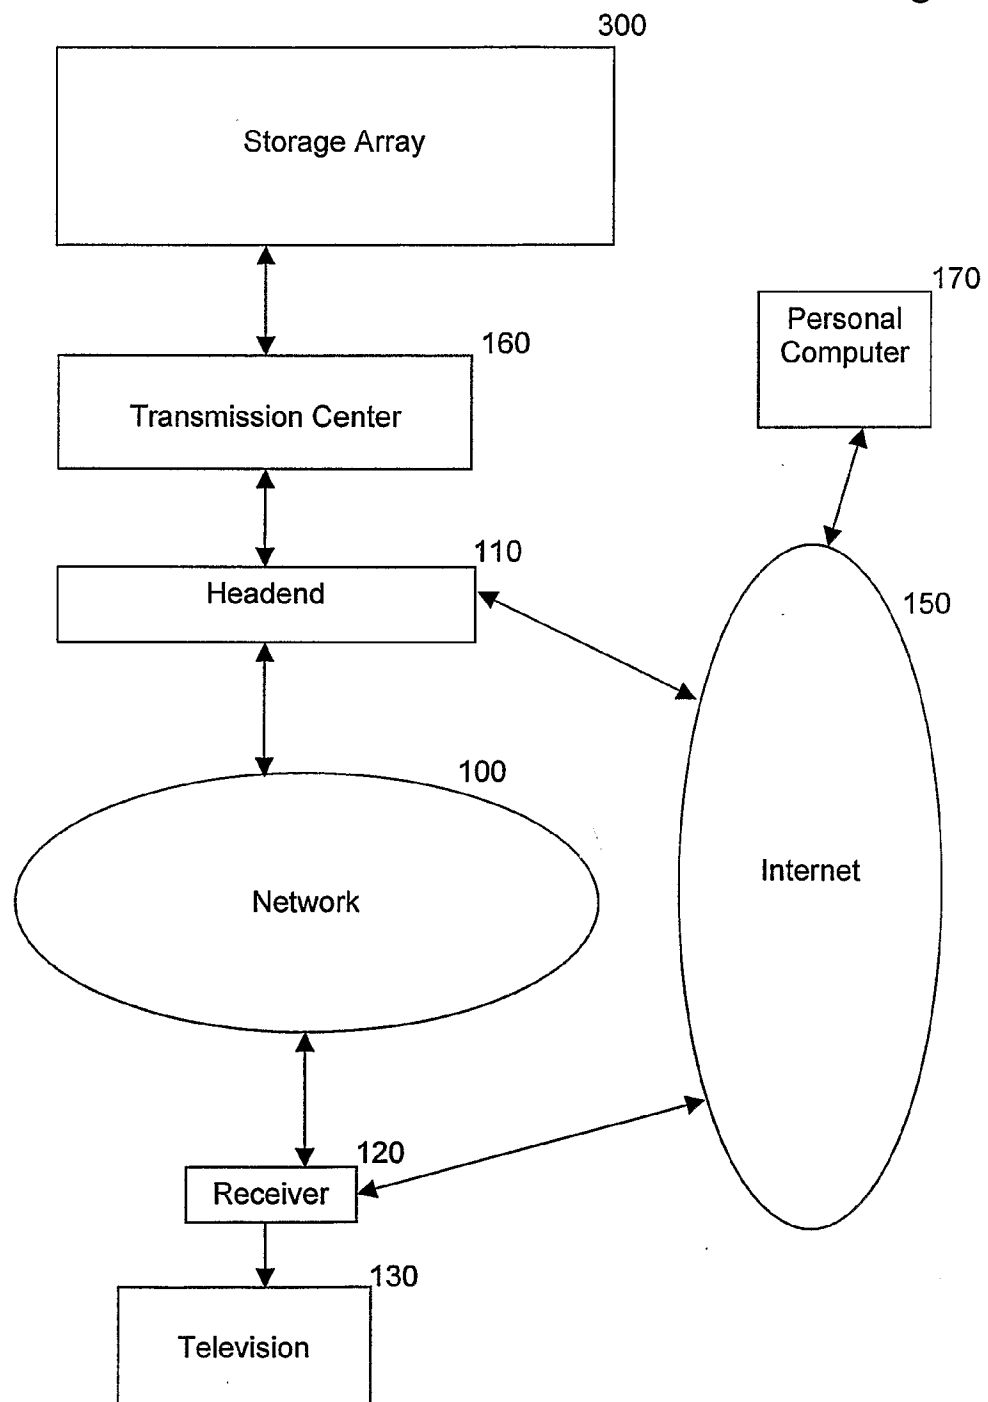 300
Storage Array
170
Personal
Computer
160
Transmission Center
110
Headend
150
100
Internet
Network
120
Receiver
130
Television